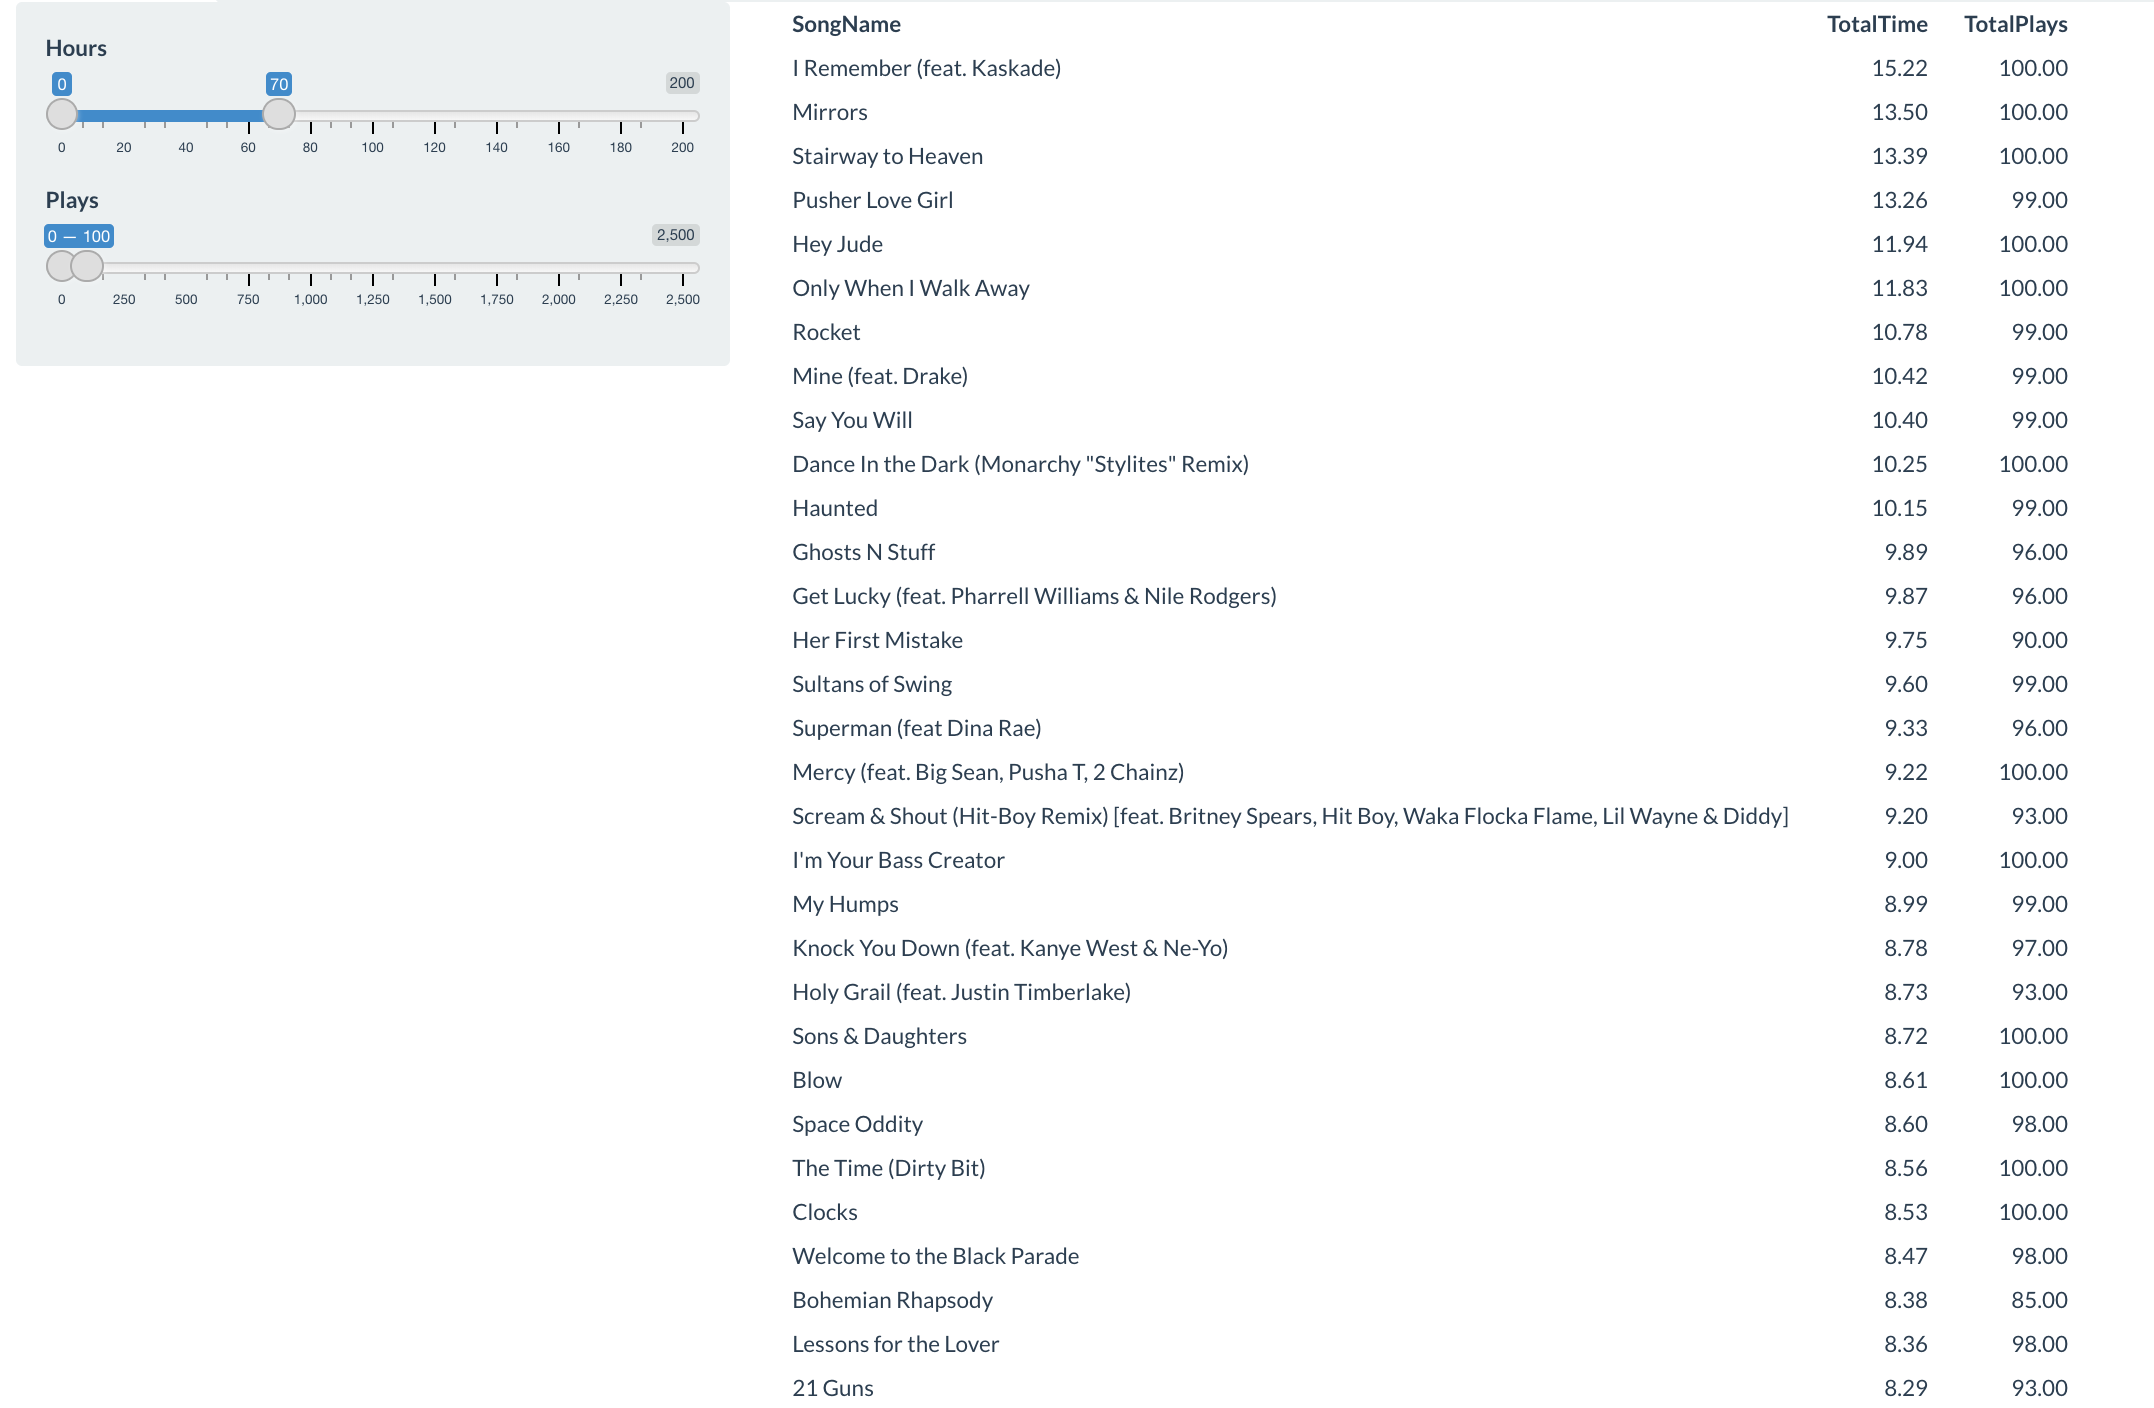 Hours
0 70 200
0 20 40 60 80 100 120 140 160 180 200
Plays
0 — 100 2,500
0 250 500 750 1,000 1,250 1,500 1,750 2,000 2,250 2,500
SongName TotalTime TotalPlays
I Remember (feat. Kaskade) 15.22 100.00
Mirrors 13.50 100.00
Stairway to Heaven 13.39 100.00
Pusher Love Girl 13.26 99.00
Hey Jude 11.94 100.00
Only When I Walk Away 11.83 100.00
Rocket 10.78 99.00
Mine (feat. Drake) 10.42 99.00
Say You Will 10.40 99.00
Dance In the Dark (Monarchy "Stylites" Remix) 10.25 100.00
Haunted 10.15 99.00
Ghosts N Stuff 9.89 96.00
Get Lucky (feat. Pharrell Williams & Nile Rodgers) 9.87 96.00
Her First Mistake 9.75 90.00
Sultans of Swing 9.60 99.00
Superman (feat Dina Rae) 9.33 96.00
Mercy (feat. Big Sean, Pusha T, 2 Chainz) 9.22 100.00
Scream & Shout (Hit-Boy Remix) [feat. Britney Spears, Hit Boy, Waka Flocka Flame, Lil Wayne & Diddy] 9.20 93.00
I'm Your Bass Creator 9.00 100.00
My Humps 8.99 99.00
Knock You Down (feat. Kanye West & Ne-Yo) 8.78 97.00
Holy Grail (feat. Justin Timberlake) 8.73 93.00
Sons & Daughters 8.72 100.00
Blow 8.61 100.00
Space Oddity 8.60 98.00
The Time (Dirty Bit) 8.56 100.00
Clocks 8.53 100.00
Welcome to the Black Parade 8.47 98.00
Bohemian Rhapsody 8.38 85.00
Lessons for the Lover 8.36 98.00
21 Guns 8.29 93.00